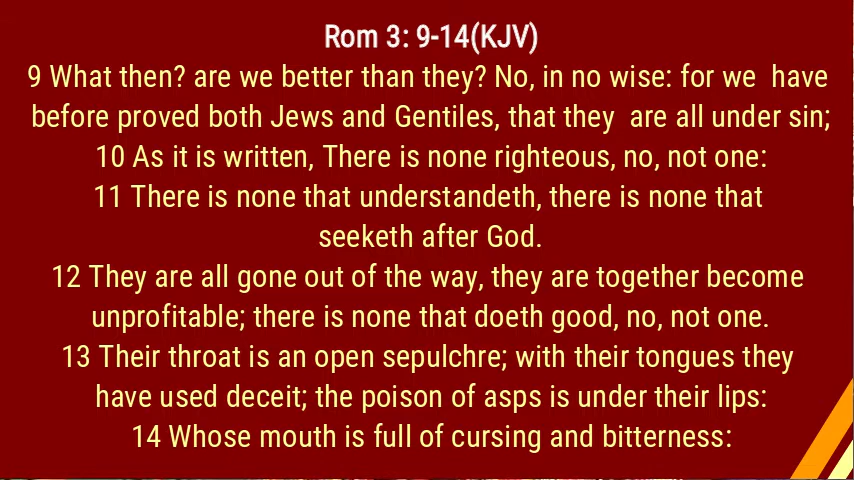 Rom 3: 9-14(KJV)
9 What then? are we better than they? No, in no wise: for we  have
before proved both Jews and Gentiles, that they  are all under sin;
10 As it is written, There is none righteous, no, not one:
11 There is none that understandeth, there is none that
seeketh after God.
12 They are all gone out of the way, they are together become
unprofitable; there is none that doeth good, no, not one.
13 Their throat is an open sepulchre; with their tongues they
have used deceit; the poison of asps is under their lips:
14 Whose mouth is full of cursing and bitterness: